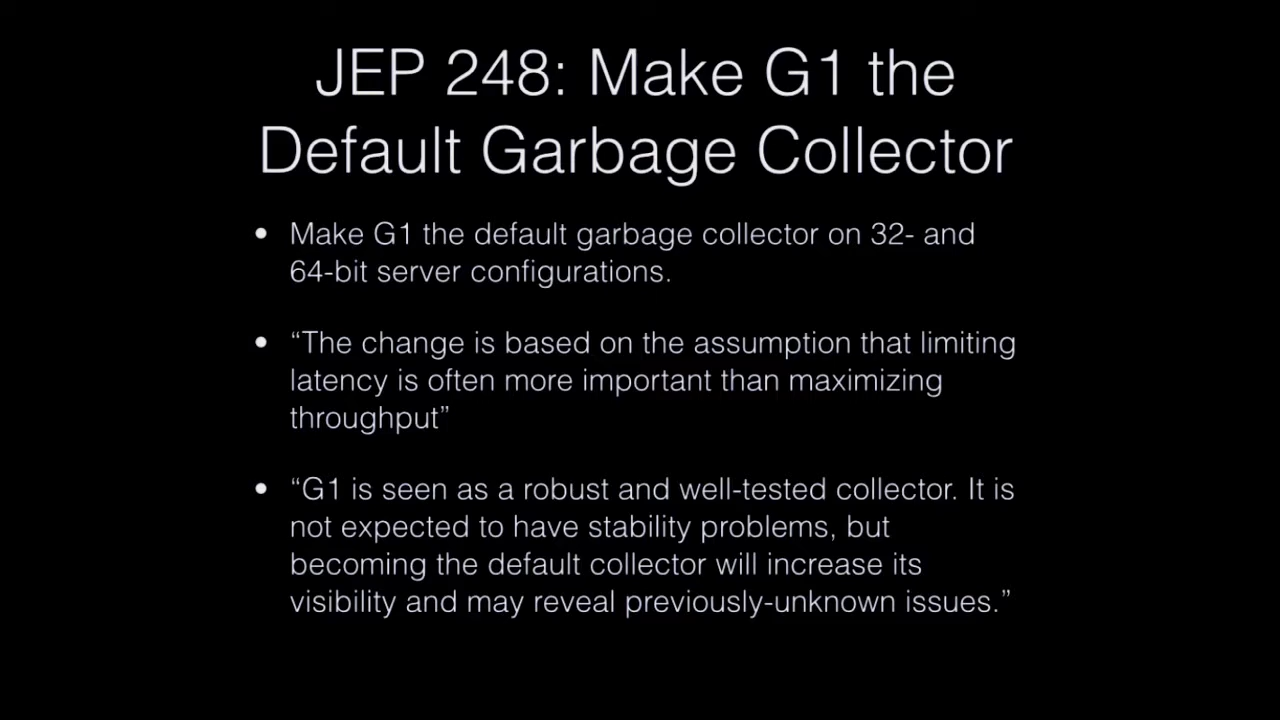 JEP 248: Make G1 the
Default Garbage Collector
• Make G1 the default garbage collector on 32- and
64-bit server configurations.
• “The change is based on the assumption that limiting
latency is often more important than maximizing
throughput”
• “G1 is seen as a robust and well-tested collector. It is
not expected to have stability problems, but
becoming the default collector will increase its
visibility and may reveal previously-unknown issues.”